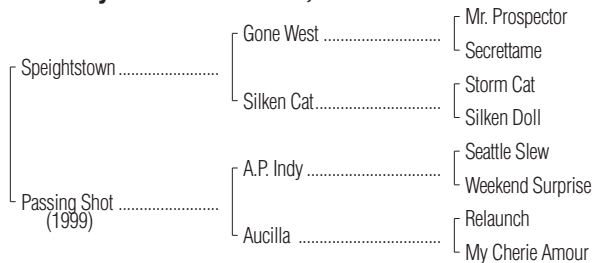 Mr. Prospector
Gone West ..............................
Secrettame
Speightstown ..........................
Storm Cat
Silken Cat................................
Silken Doll
Seattle Slew
A.P. Indy ..................................
Weekend Surprise
Passing Shot ..........................
(1999)
Relaunch
Aucilla ....................................
My Cherie Amour